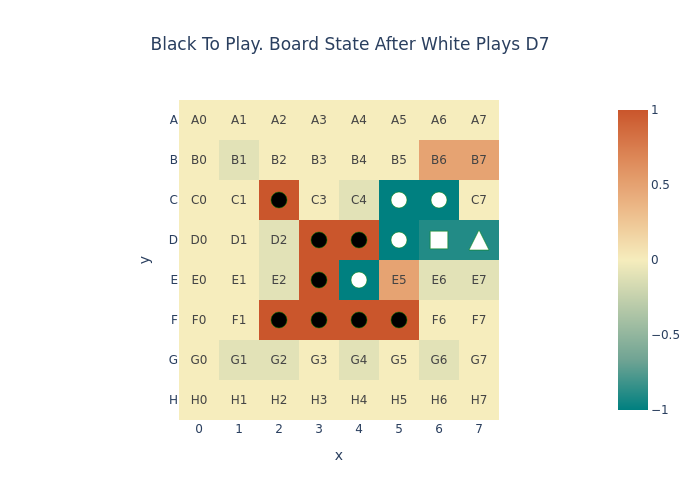 Black To Play. Board State After White Plays D7
A A0 A1 A2 A3 A4 A5 A6 A7
B B0 B1 B2 B3 B4 B5 B6 B7
C C0 C1 C3 C4 C7
D D0 D1 D2
E E0 E1 E2 E5 E6 E7
F F0 F1 F6 F7
G G0 G1 G2 G3 G4 G5 G6 G7
H H0 H1 H2 H3 H4 H5 H6 H7
0 1 2 3 4 5 6 7
x
y
1
0.5
0
−0.5
−1